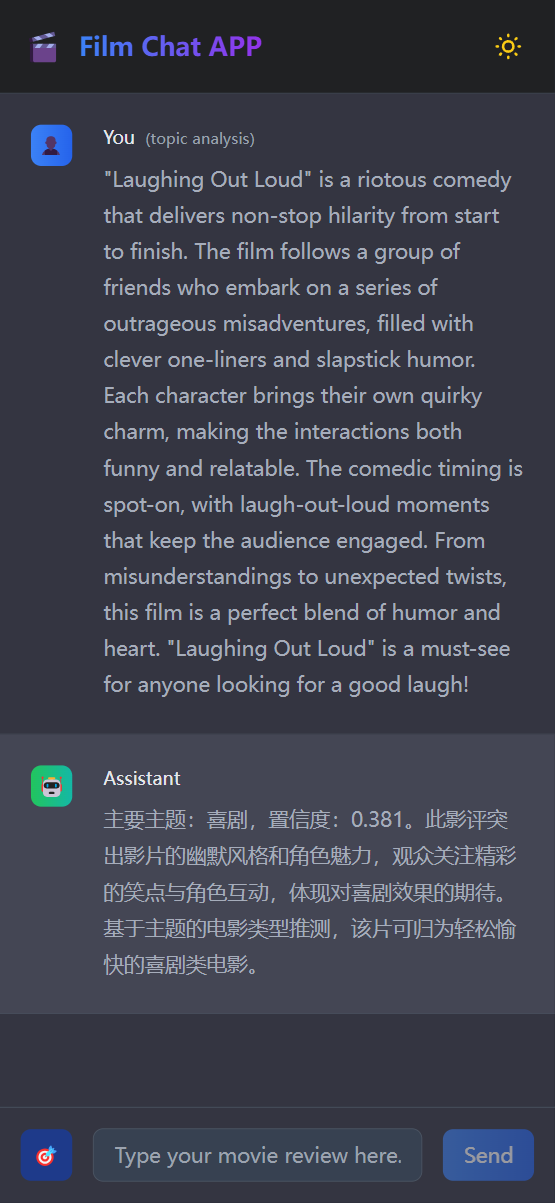 Film Chat APP
You (topic analysis)
"Laughing Out Loud" is a riotous comedy
that delivers non-stop hilarity from start
to finish. The film follows a group of
friends who embark on a series of
outrageous misadventures, filled with
clever one-liners and slapstick humor.
Each character brings their own quirky
charm, making the interactions both
funny and relatable. The comedic timing is
spot-on, with laugh-out-loud moments
that keep the audience engaged. From
misunderstandings to unexpected twists,
this film is a perfect blend of humor and
heart. "Laughing Out Loud" is a must-see
for anyone looking for a good laugh!
Assistant
主要主题：喜剧，置信度：0.381。此影评突
出影片的幽默风格和角色魅力，观众关注精彩
的笑点与角色互动，体现对喜剧效果的期待。
基于主题的电影类型推测，该片可归为轻松愉
快的喜剧类电影。
Type your movie review here.
Send